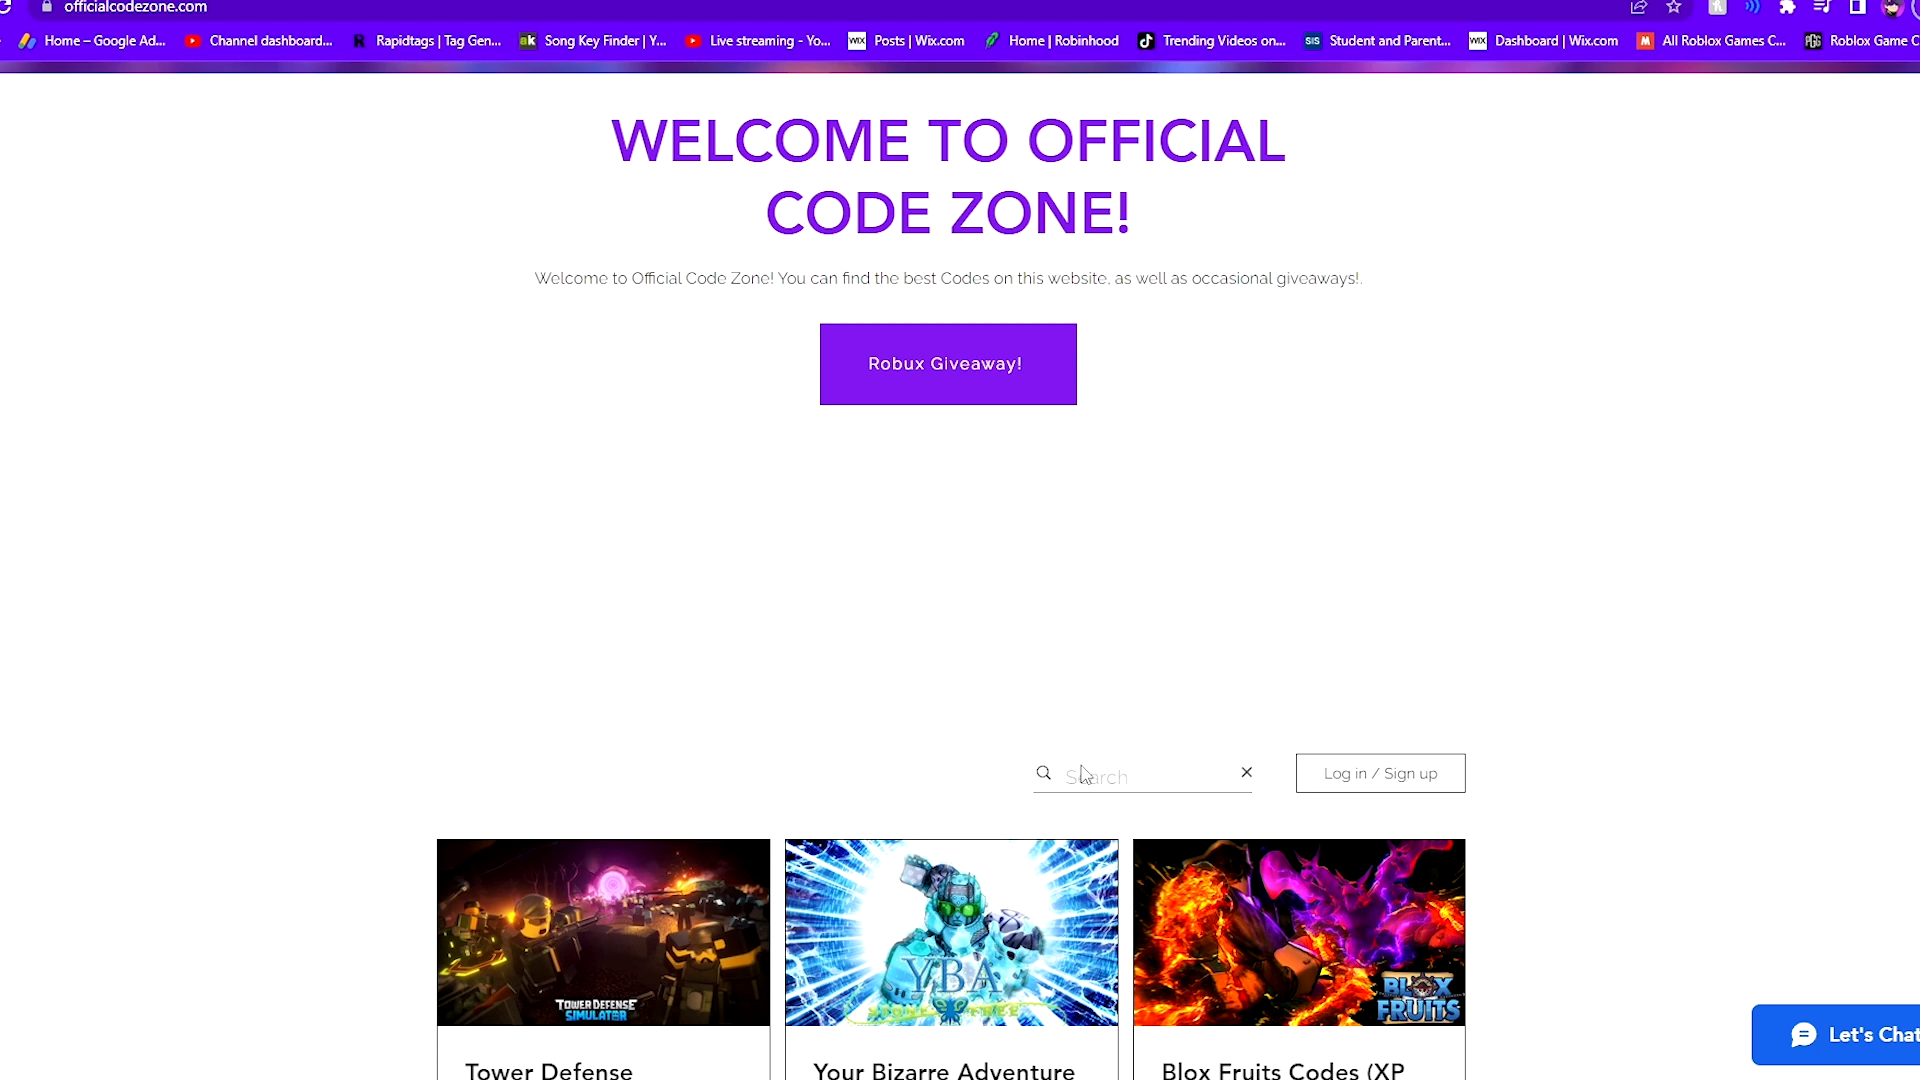 officialcodezone.com
Home – Google Ad... Channel dashboard... Rapidtags | Tag Gen... Song Key Finder | Y... Live streaming - Yo... Posts | Wix.com Home | Robinhood Trending Videos on... Student and Parent... Dashboard | Wix.com All Roblox Games C... Roblox Game C
WELCOME TO OFFICIAL
CODE ZONE!
Welcome to Official Code Zone! You can find the best Codes on this website, as well as occasional giveaways!.
Robux Giveaway!
Search
Log in / Sign up
TOWER DEFENSE
SIMULATOR
YBA
STONE FREE
BLOX
FRUITS
Tower Defense
Your Bizarre Adventure
Blox Fruits Codes (XP
Let's Chat